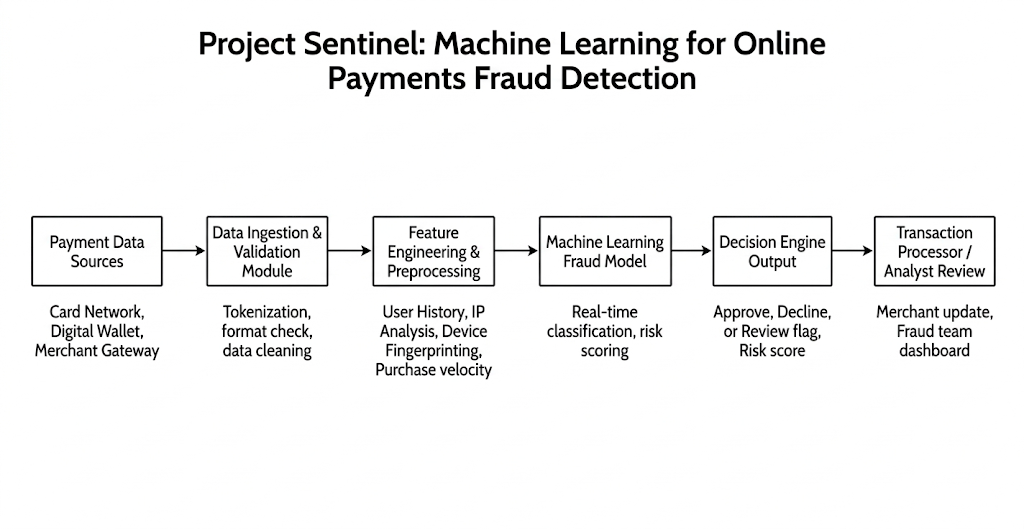 Project Sentinel: Machine Learning for Online
Payments Fraud Detection
Payment Data
Sources
Card Network,
Digital Wallet,
Merchant Gateway
Data Ingestion &
Validation
Module
Tokenization,
format check,
data cleaning
Feature
Engineering &
Preprocessing
User History, IP
Analysis, Device
Fingerprinting,
Purchase velocity
Machine Learning
Fraud Model
Real-time
classification, risk
scoring
Decision Engine
Output
Approve, Decline,
or Review flag,
Risk score
Transaction
Processor /
Analyst Review
Merchant update,
Fraud team
dashboard